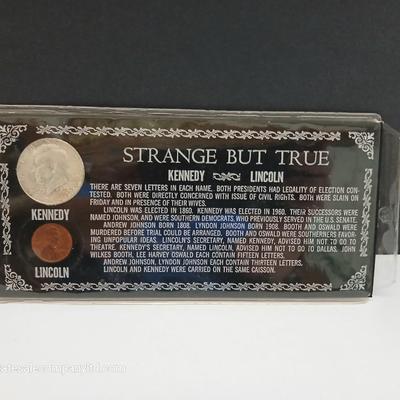 STRANGE BUT TRUE
KENNEDY LINCOLN
THERE ARE SEVEN LETTERS IN EACH NAME. BOTH PRESIDENTS HAD LEGALITY OF ELECTION CON-
TESTED. BOTH WERE DIRECTLY CONCERNED WITH ISSUE OF CIVIL RIGHTS. BOTH WERE SLAIN ON
FRIDAY AND IN PRESENCE OF THEIR WIVES.
LINCOLN WAS ELECTED IN 1860. KENNEDY WAS ELECTED IN 1960. THEIR SUCCESSORS WERE
NAMED JOHNSON, AND WERE SOUTHERN DEMOCRATS, WHO PREVIOUSLY SERVED IN THE U.S. SENATE.
ANDREW JOHNSON BORN 1808. LYNDON JOHNSON BORN 1908. BOOTH AND OSWALD WERE
MURDERED BEFORE TRIAL COULD BE ARRANGED. BOOTH AND OSWALD WERE SOUTHERNERS FAVOR-
ING UNPOPULAR IDEAS. LINCOLN'S SECRETARY, NAMED KENNEDY, ADVISED HIM NOT TO GO TO
THEATRE. KENNEDY'S SECRETARY, NAMED LINCOLN, ADVISED HIM NOT TO GO TO DALLAS. JOHN
WILKES BOOTH, LEE HARVEY OSWALD EACH CONTAIN FIFTEEN LETTERS.
ANDREW JOHNSON, LYNDON JOHNSON EACH CONTAIN THIRTEEN LETTERS.
LINCOLN AND KENNEDY WERE CARRIED ON THE SAME CAISSON.
KENNEDY
LINCOLN